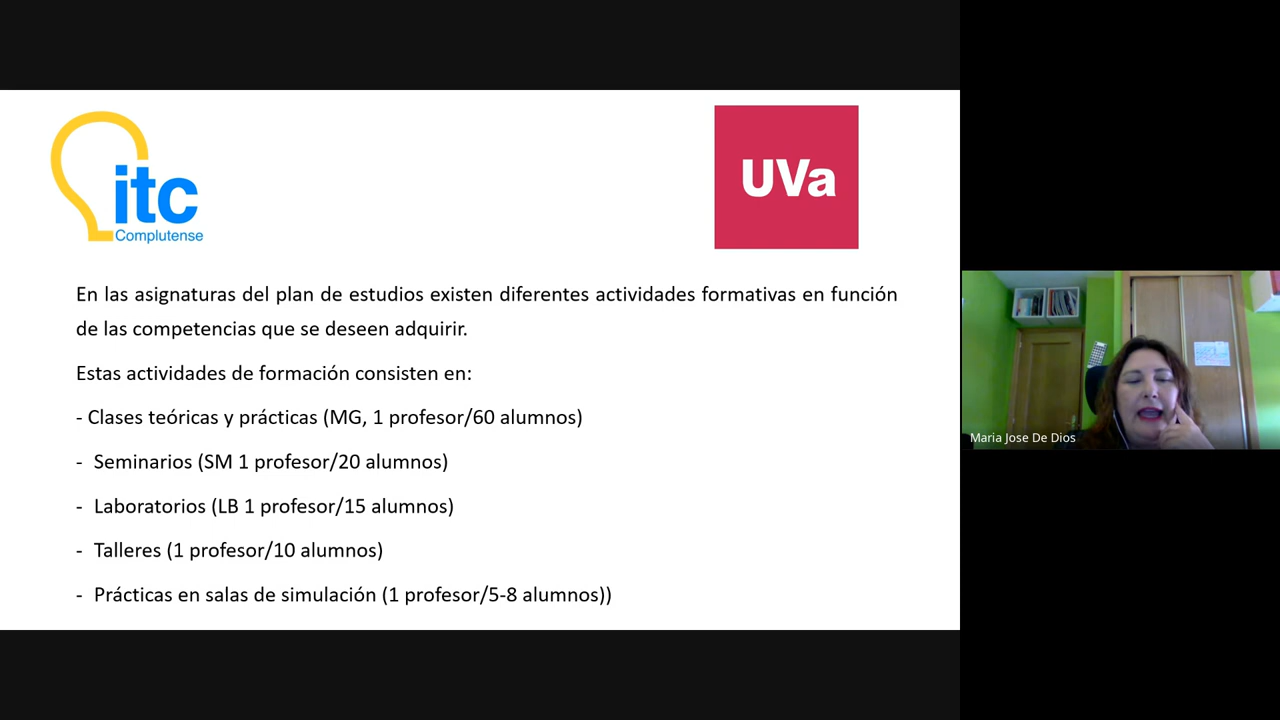 itc
Complutense
UVa
En las asignaturas del plan de estudios existen diferentes actividades formativas en función
de las competencias que se deseen adquirir.
Estas actividades de formación consisten en:
- Clases teóricas y prácticas (MG, 1 profesor/60 alumnos)
- Seminarios (SM 1 profesor/20 alumnos)
- Laboratorios (LB 1 profesor/15 alumnos)
- Talleres (1 profesor/10 alumnos)
- Prácticas en salas de simulación (1 profesor/5-8 alumnos))
Maria Jose De Dios